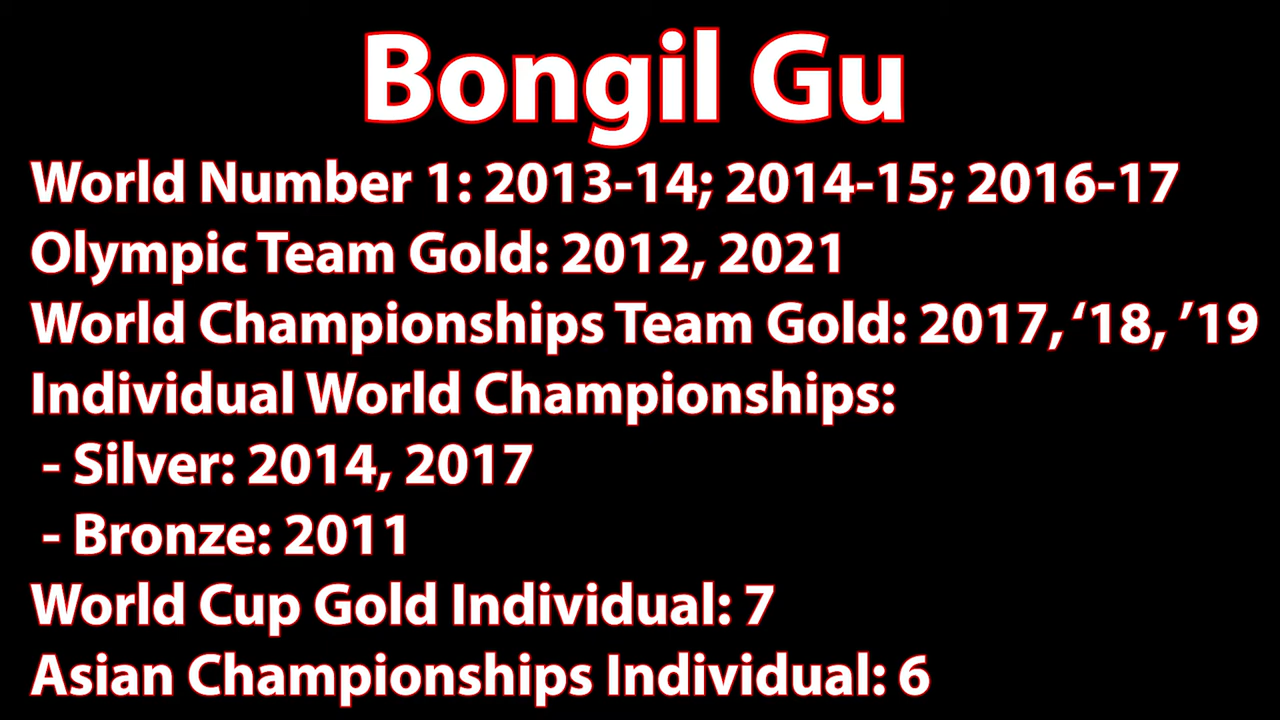 Bongil Gu
World Number 1: 2013-14; 2014-15; 2016-17
Olympic Team Gold: 2012, 2021
World Championships Team Gold: 2017, ‘18, ’19
Individual World Championships:
- Silver: 2014, 2017
- Bronze: 2011
World Cup Gold Individual: 7
Asian Championships Individual: 6